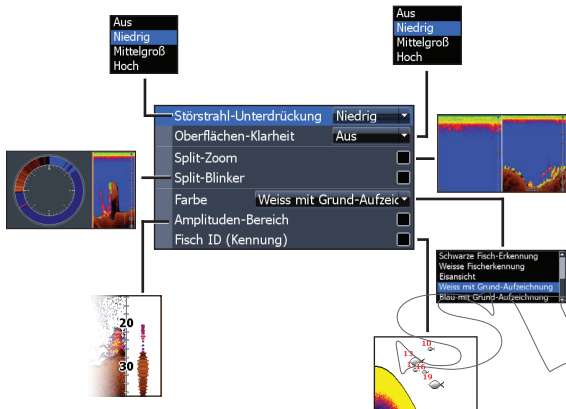 Aus
Niedrig
Mittelgroß
Hoch
Aus
Niedrig
Mittelgroß
Hoch
Störstrahl-Unterdrückung Niedrig
Oberflächen-Klarheit Aus
Split-Zoom
Split-Blinker
Farbe Weiss mit Grund-Aufzeic
Amplituden-Bereich
Fisch ID (Kennung)
Schwarze Fisch-Erkennung
Weisse Fischerkennung
Eisansicht
Weiss mit Grund-Aufzeichnung
Blau mit Grund-Aufzeichnung
20
30
10
13
19